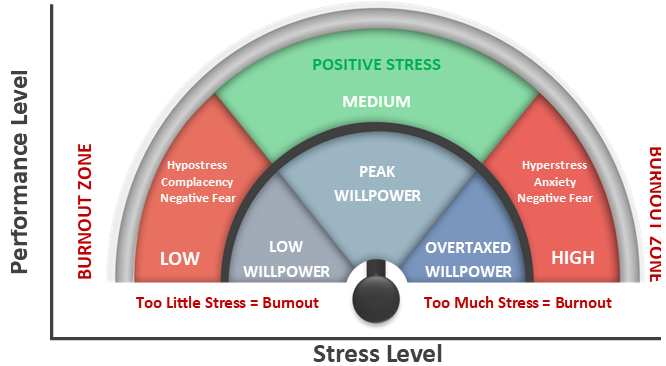 Performance Level
BURNOUT ZONE
POSITIVE STRESS
MEDIUM
Hypostress
Complacency
Negative Fear
LOW
PEAK
WILLPOWER
LOW
WILLPOWER
OVERTAXED
WILLPOWER
Hyperstress
Anxiety
Negative Fear
HIGH
BURNOUT ZONE
Too Little Stress = Burnout
Too Much Stress = Burnout
Stress Level